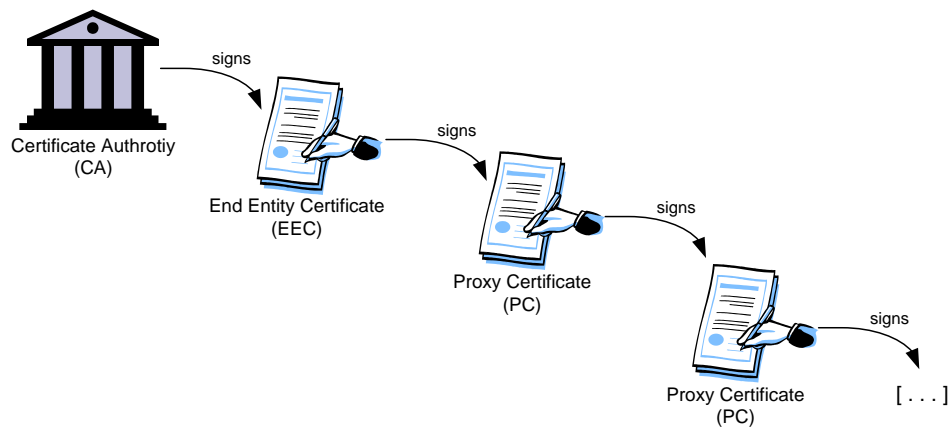 signs
Certificate Authrotiy
(CA)
signs
End Entity Certificate
(EEC)
signs
Proxy Certificate
(PC)
signs
Proxy Certificate
(PC)
[ . . . ]